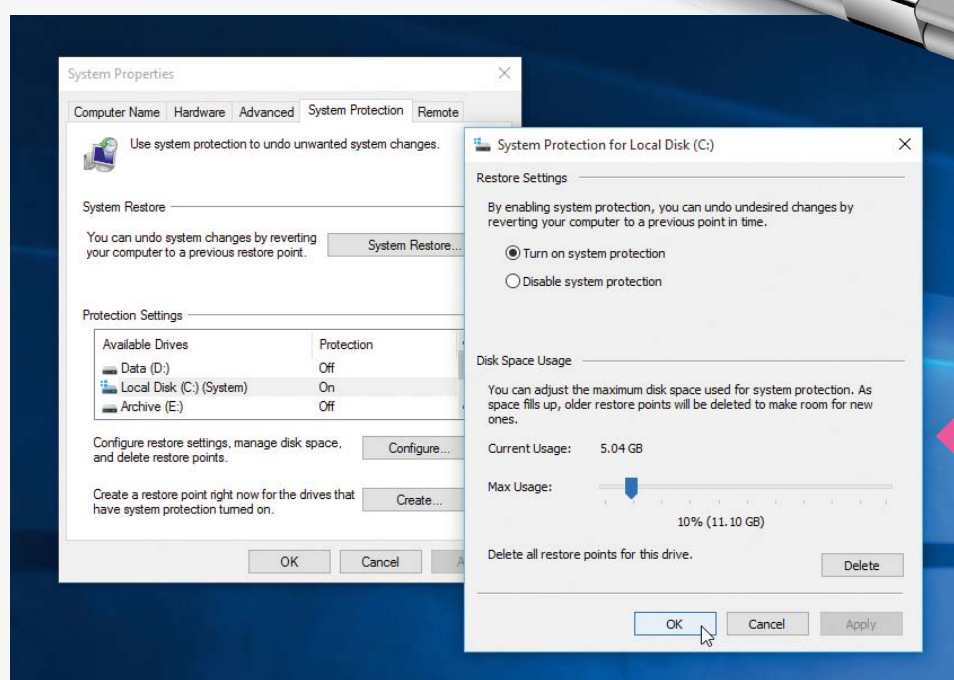 System Properties
Computer Name Hardware Advanced System Protection Remote
Use system protection to undo unwanted system changes.
System Restore
You can undo system changes by reverting
your computer to a previous restore point.
System Restore...
Protection Settings
Available Drives Protection
Data (D:) Off
Local Disk (C:) (System) On
Archive (E:) Off
Configure restore settings, manage disk space,
and delete restore points.
Configure...
Create a restore point right now for the drives that
have system protection turned on.
Create...
OK Cancel A
System Protection for Local Disk (C:)
Restore Settings
By enabling system protection, you can undo undesired changes by
reverting your computer to a previous point in time.
Turn on system protection
Disable system protection
Disk Space Usage
You can adjust the maximum disk space used for system protection. As
space fills up, older restore points will be deleted to make room for new
ones.
Current Usage: 5.04 GB
Max Usage:
10% (11.10 GB)
Delete all restore points for this drive.
Delete
OK Cancel Apply